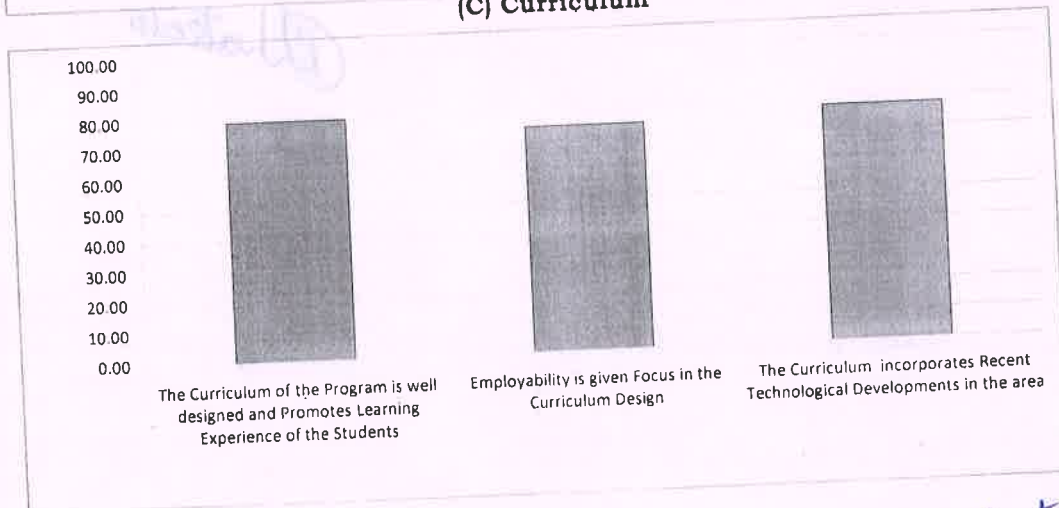 (C) Curriculum
100.00
90.00
80.00
70.00
60.00
50.00
40.00
30.00
20.00
10.00
0.00
The Curriculum of the Program is well
designed and Promotes Learning
Experience of the Students
Employability is given Focus in the
Curriculum Design
The Curriculum incorporates Recent
Technological Developments in the area